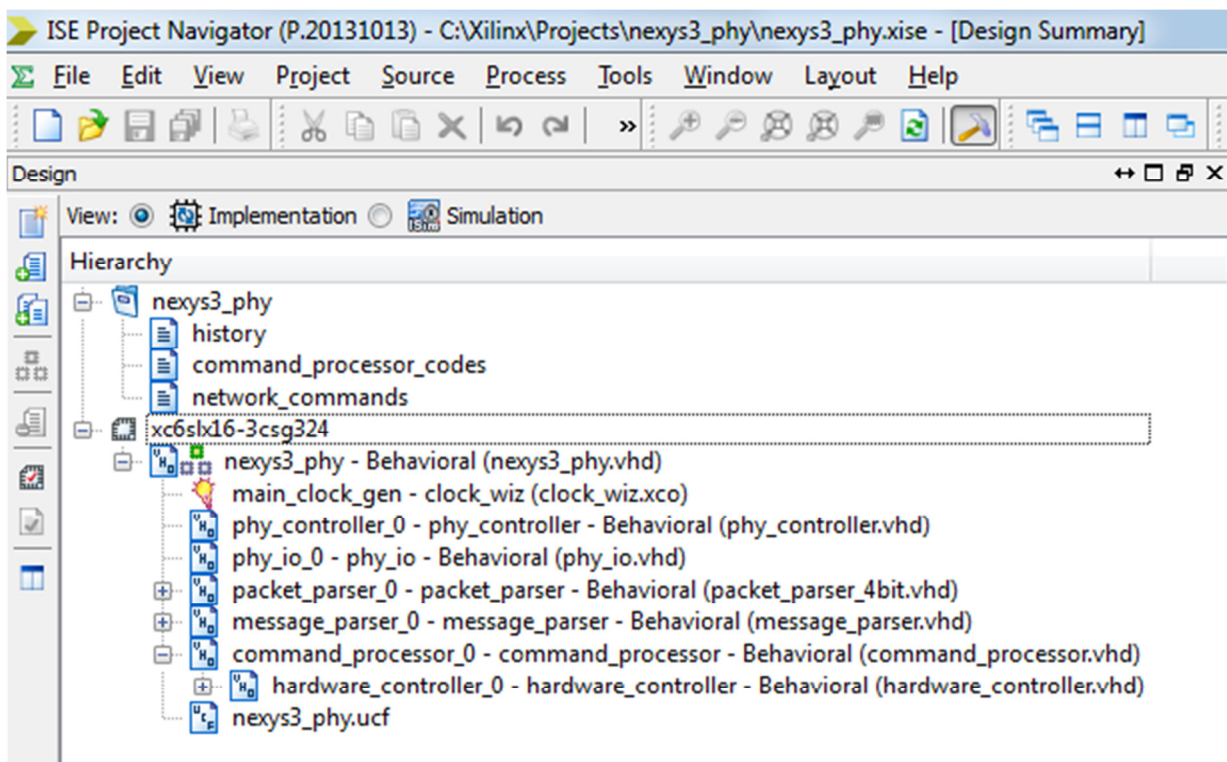 ISE Project Navigator (P.20131013) - C:\Xilinx\Projects\nexys3_phy\nexys3_phy.xise - [Design Summary]
File Edit View Project Source Process Tools Window Layout Help
Design
View: Implementation ISim Simulation
Hierarchy
nexys3_phy
history
command_processor_codes
network_commands
xc6slx16-3csg324
nexys3_phy - Behavioral (nexys3_phy.vhd)
main_clock_gen - clock_wiz (clock_wiz.xco)
phy_controller_0 - phy_controller - Behavioral (phy_controller.vhd)
phy_io_0 - phy_io - Behavioral (phy_io.vhd)
packet_parser_0 - packet_parser - Behavioral (packet_parser_4bit.vhd)
message_parser_0 - message_parser - Behavioral (message_parser.vhd)
command_processor_0 - command_processor - Behavioral (command_processor.vhd)
hardware_controller_0 - hardware_controller - Behavioral (hardware_controller.vhd)
nexys3_phy.ucf